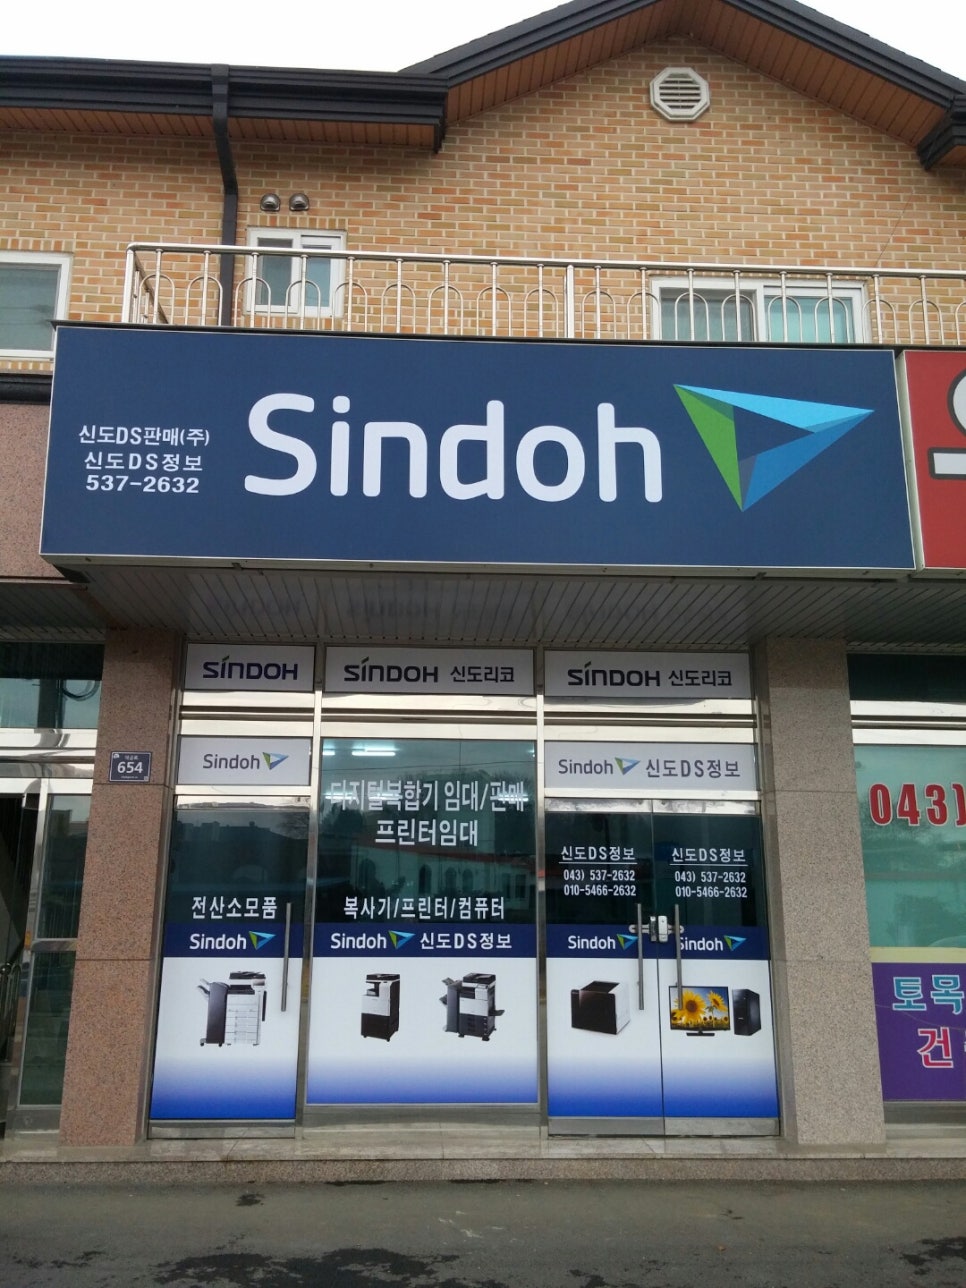 신도DS판매(주)
신도DS정보
537-2632
Sindoh
SINDOH
SINDOH 신도리코
SINDOH 신도리코
Sindoh
Sindoh 신도DS정보
654
043)
디지털복합기 임대/판매
프린터임대
신도DS정보
043) 537-2632
010-5466-2632
신도DS정보
043) 537-2632
010-5466-2632
전산소모품
복사기/프린터/컴퓨터
Sindoh
Sindoh 신도DS정보
Sindoh
Sindoh
토목
건